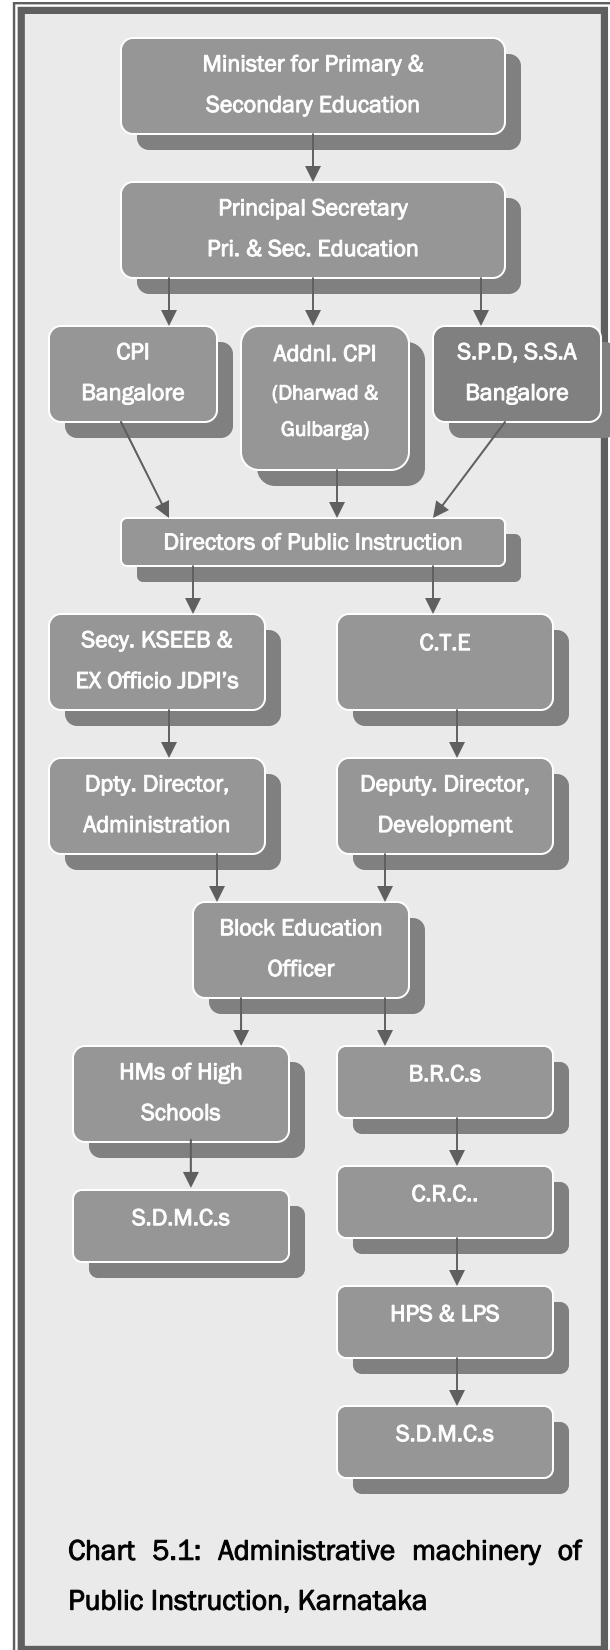 Minister for Primary &
Secondary Education
Principal Secretary
Pri. & Sec. Education
CPI
Bangalore
Addnl. CPI
(Dharwad &
Gulbarga)
S.P.D, S.S.A
Bangalore
Directors of Public Instruction
Secy. KSEEB &
EX Officio JDPI's
C.T.E
Dpty. Director,
Administration
Deputy. Director,
Development
Block Education
Officer
HMs of High
Schools
B.R.C.s
S.D.M.C.s
C.R.C..
HPS & LPS
S.D.M.C.s
Chart 5.1: Administrative machinery of
Public Instruction, Karnataka